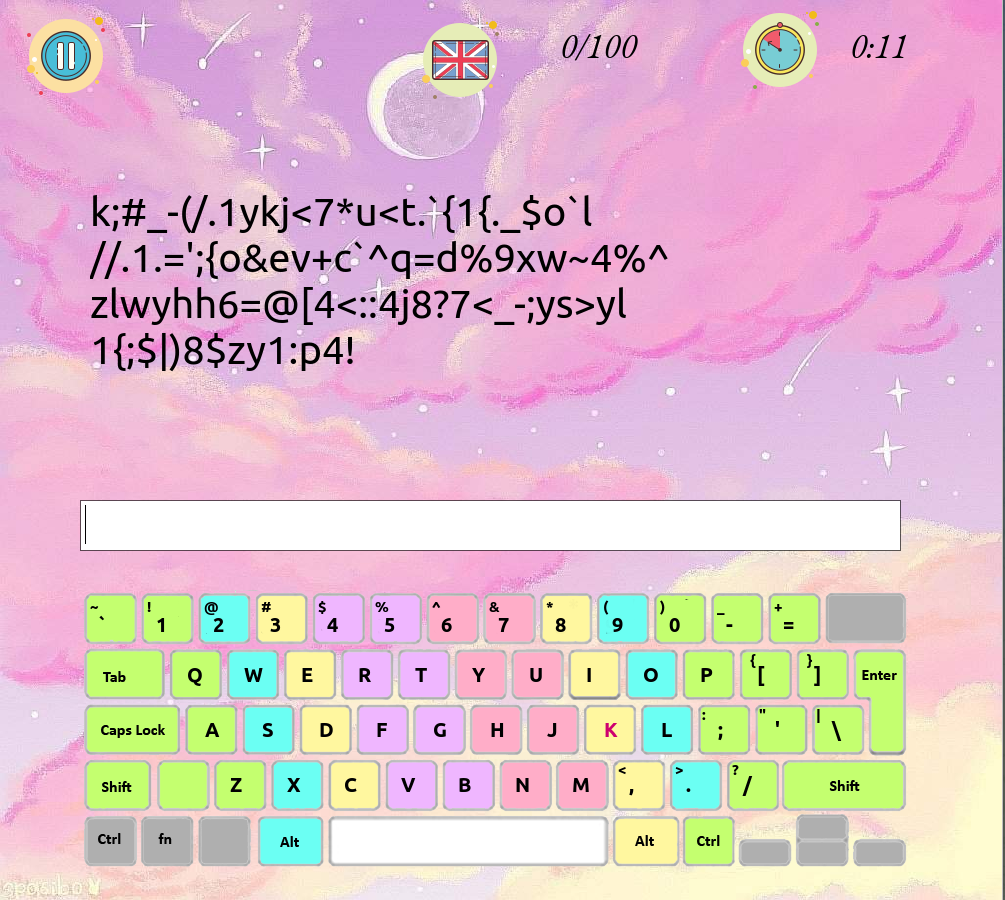 0/100
0:11
k;#_-(/.1ykj<7*u<t.`{1{._$o`l
//.1.=';{o&ev+c`^q=d%9xw~4%^
zlwyhh6=@[4<::4j8?7<_-;ys>yl
1{;$|)8$zy1:p4!
~ ` ! 1 @ 2 # 3 $ 4 % 5 ^ 6 & 7 * 8 ( 9 ) 0 _ - + =
Tab Q W E R T Y U I O P { [ } ] Enter
Caps Lock A S D F G H J K L : ; " ' | \
Shift Z X C V B N M < , > . ? / Shift
Ctrl fn Alt Alt Ctrl